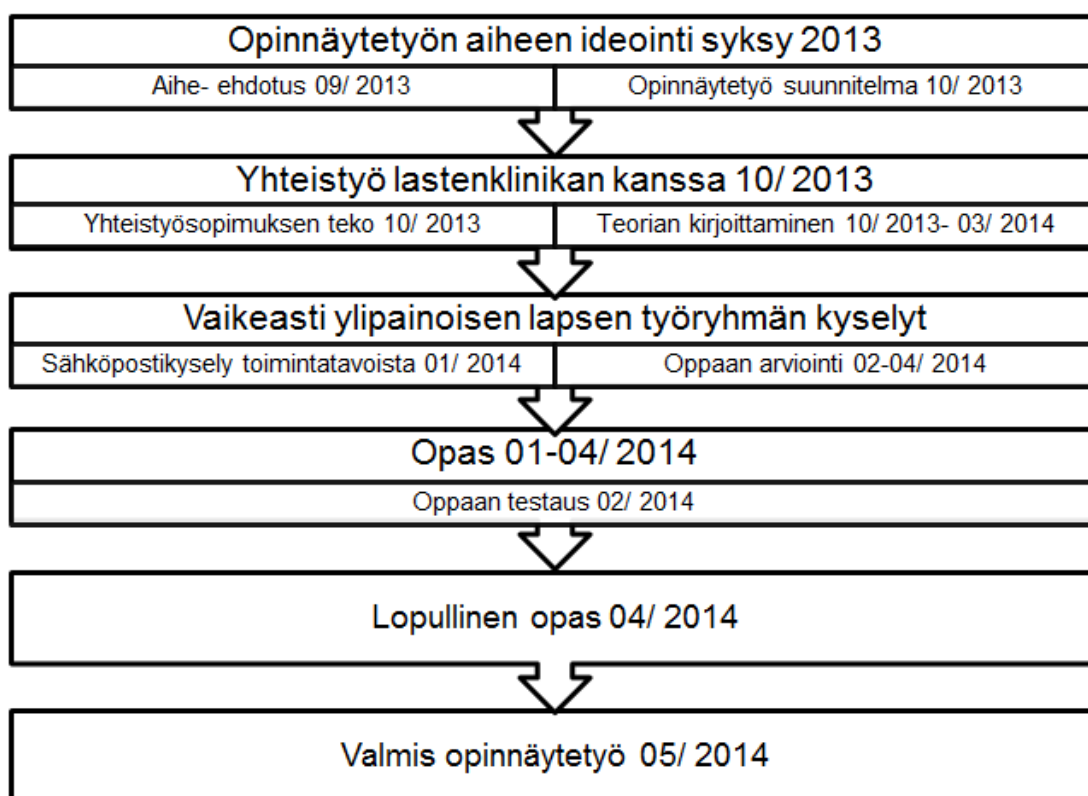 Opinnäytetyön aiheen ideointi syksy 2013
Aihe- ehdotus 09/ 2013
Opinnäytetyö suunnitelma 10/ 2013
Yhteistyö lastenklinikan kanssa 10/ 2013
Yhteistyösopimuksen teko 10/ 2013
Teorian kirjoittaminen 10/ 2013- 03/ 2014
Vaikeasti ylipainoisen lapsen työryhmän kyselyt
Sähköpostikysely toimintatavoista 01/ 2014
Oppaan arviointi 02-04/ 2014
Opas 01-04/ 2014
Oppaan testaus 02/ 2014
Lopullinen opas 04/ 2014
Valmis opinnäytetyö 05/ 2014